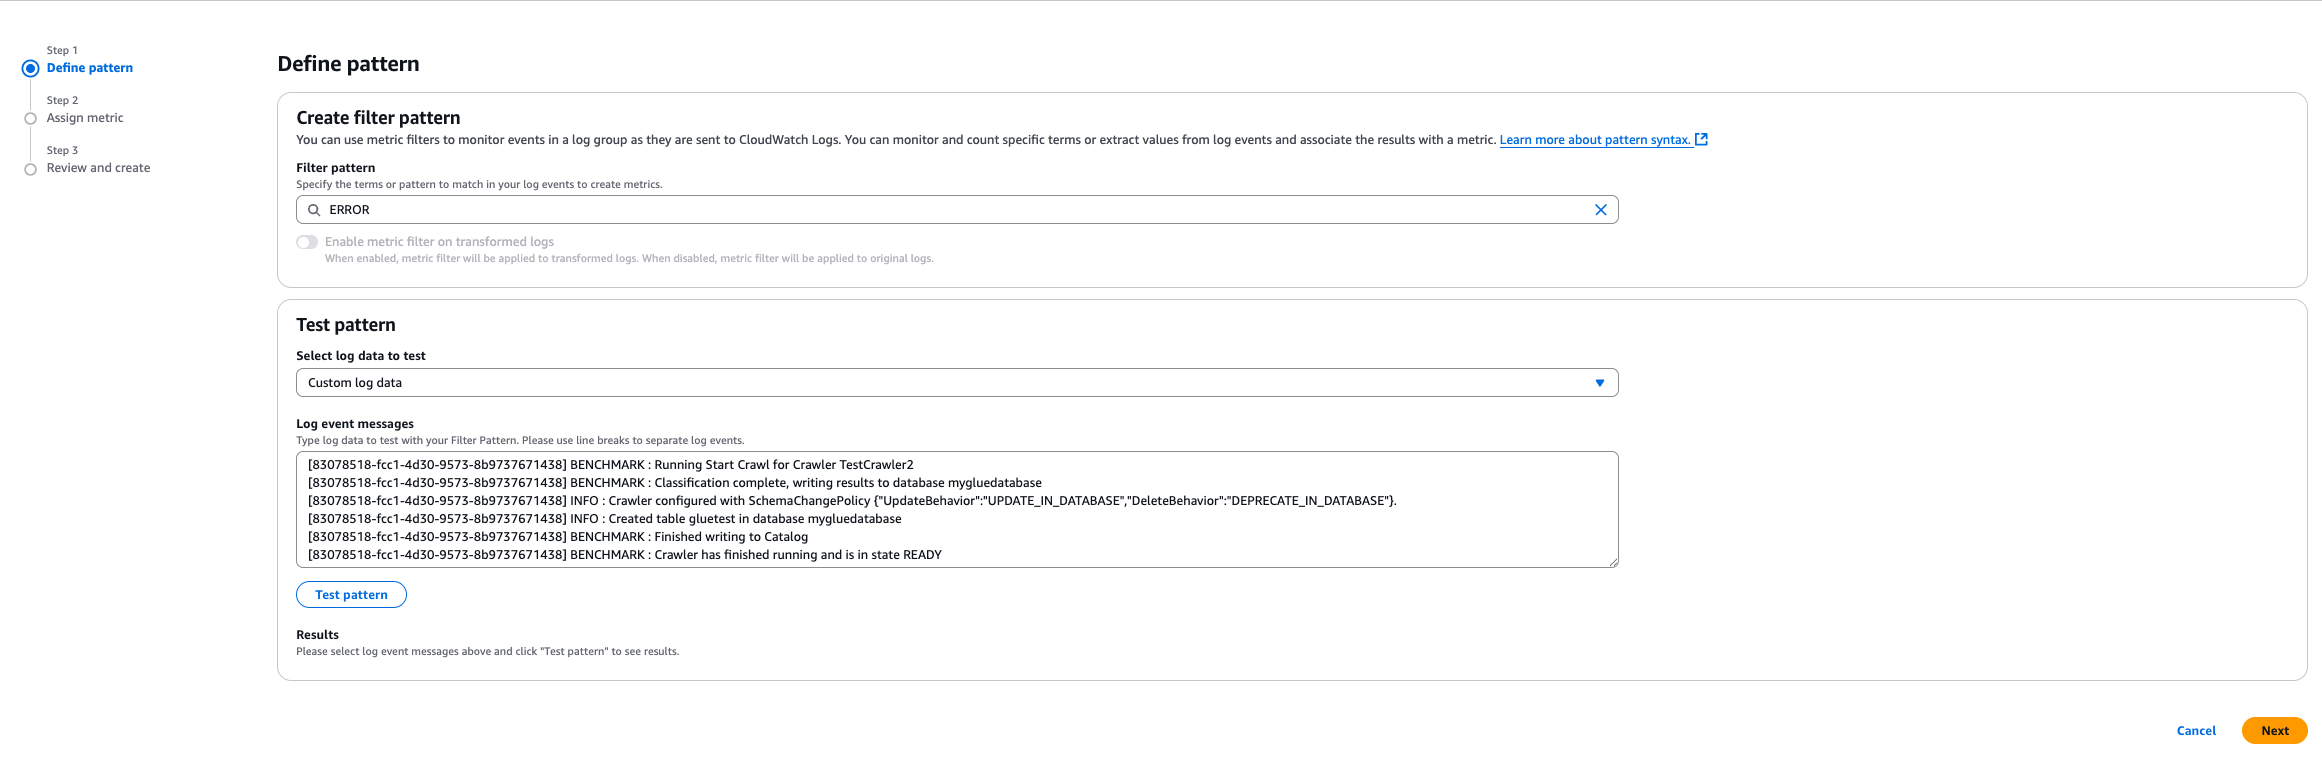 Step 1
Define pattern
Step 2
Assign metric
Step 3
Review and create
Define pattern
Create filter pattern
You can use metric filters to monitor events in a log group as they are sent to CloudWatch Logs. You can monitor and count specific terms or extract values from log events and associate the results with a metric. Learn more about pattern syntax.
Filter pattern
Specify the terms or pattern to match in your log events to create metrics.
ERROR
Enable metric filter on transformed logs
When enabled, metric filter will be applied to transformed logs. When disabled, metric filter will be applied to original logs.
Test pattern
Select log data to test
Custom log data
Log event messages
Type log data to test with your Filter Pattern. Please use line breaks to separate log events.
[83078518-fcc1-4d30-9573-8b9737671438] BENCHMARK : Running Start Crawl for Crawler TestCrawler2
[83078518-fcc1-4d30-9573-8b9737671438] BENCHMARK : Classification complete, writing results to database mygluedatabase
[83078518-fcc1-4d30-9573-8b9737671438] INFO : Crawler configured with SchemaChangePolicy {"UpdateBehavior":"UPDATE_IN_DATABASE","DeleteBehavior":"DEPRECATE_IN_DATABASE"}.
[83078518-fcc1-4d30-9573-8b9737671438] INFO : Created table gluetest in database mygluedatabase
[83078518-fcc1-4d30-9573-8b9737671438] BENCHMARK : Finished writing to Catalog
[83078518-fcc1-4d30-9573-8b9737671438] BENCHMARK : Crawler has finished running and is in state READY
Test pattern
Results
Please select log event messages above and click "Test pattern" to see results.
Cancel
Next